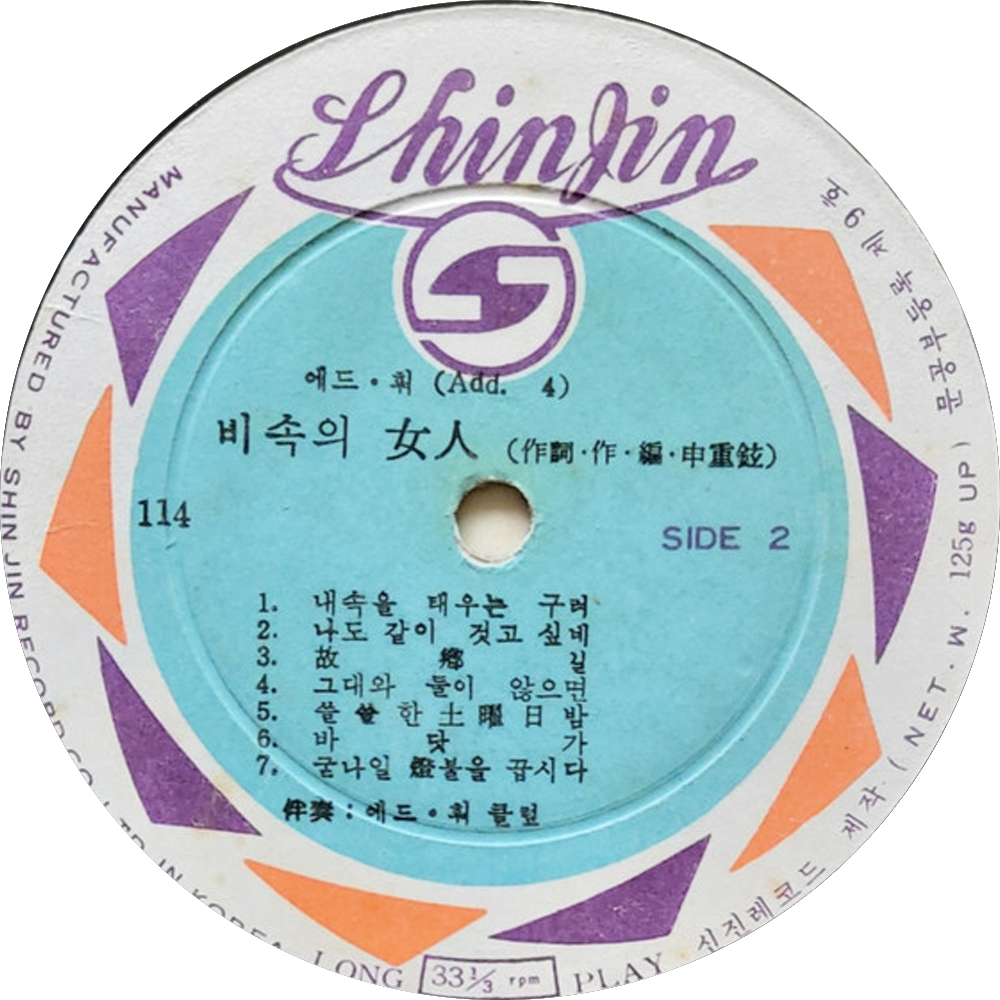 ShinJin
S
에드·훠 (Add. 4)
비속의 女人 (作詞·作·編·申重鉉)
114
SIDE 2
1. 내속을 태우는 구려
2. 나도 같이 것고 싶네
3. 故鄕길
4. 그대와 둘이 않으면
5. 쓸쓸한 土曜日 밤
6. 바닷가
7. 굳나일 燈불을 끕시다
伴奏 : 에드·훠 클럽
MANUFACTURED BY SHIN JIN RECORD CO LTD IN KOREA
LONG 33⅓ rpm PLAY
신진레코드 제작 (NET. W. 125g UP) 문공부등록 제 9 호